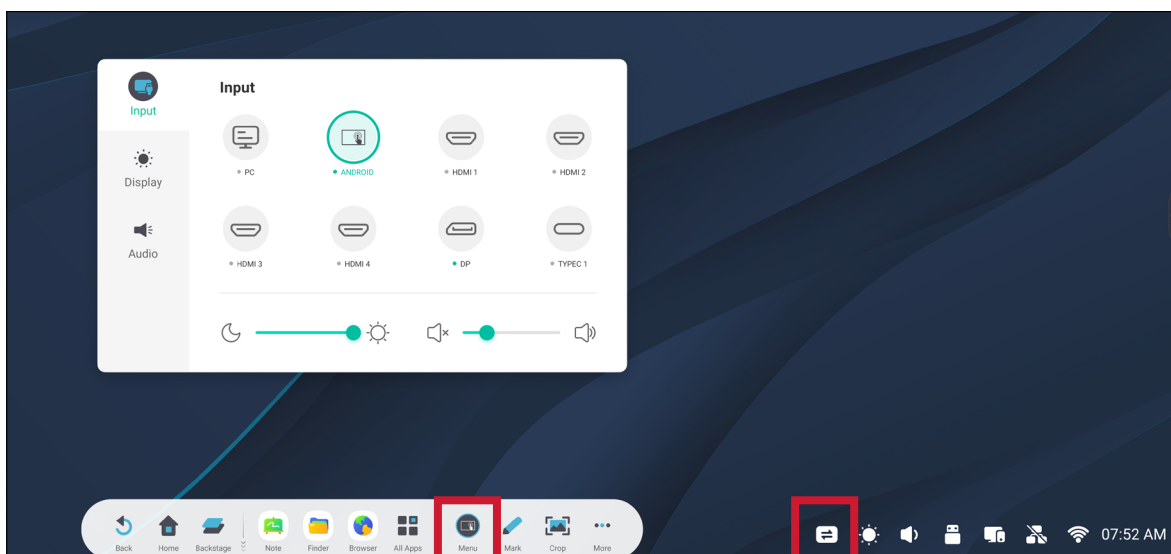 Input
Input
PC
ANDROID
HDMI 1
HDMI 2
Display
Audio
HDMI 3
HDMI 4
DP
TYPEC 1
Back
Home
Backstage
Note
Finder
Browser
All Apps
Menu
Mark
Crop
More
07:52 AM